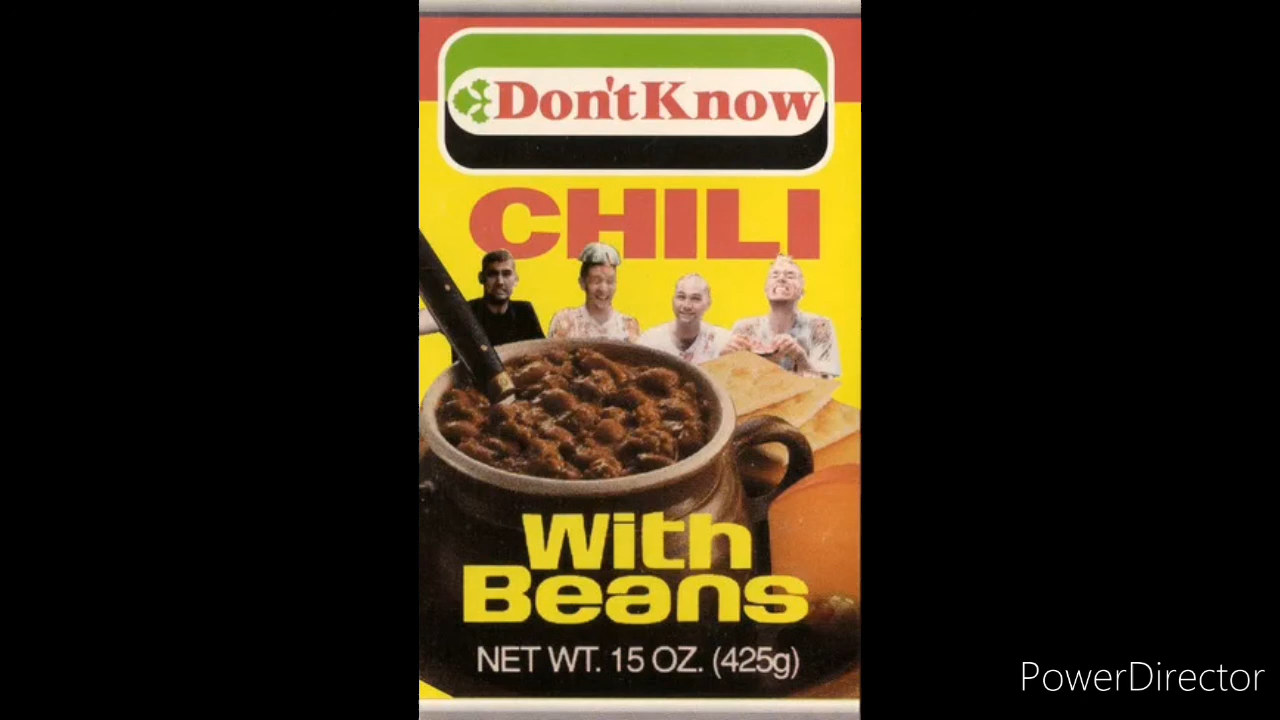 Don't Know
CHILI
With
Beans
NET WT. 15 OZ. (425g)
PowerDirector